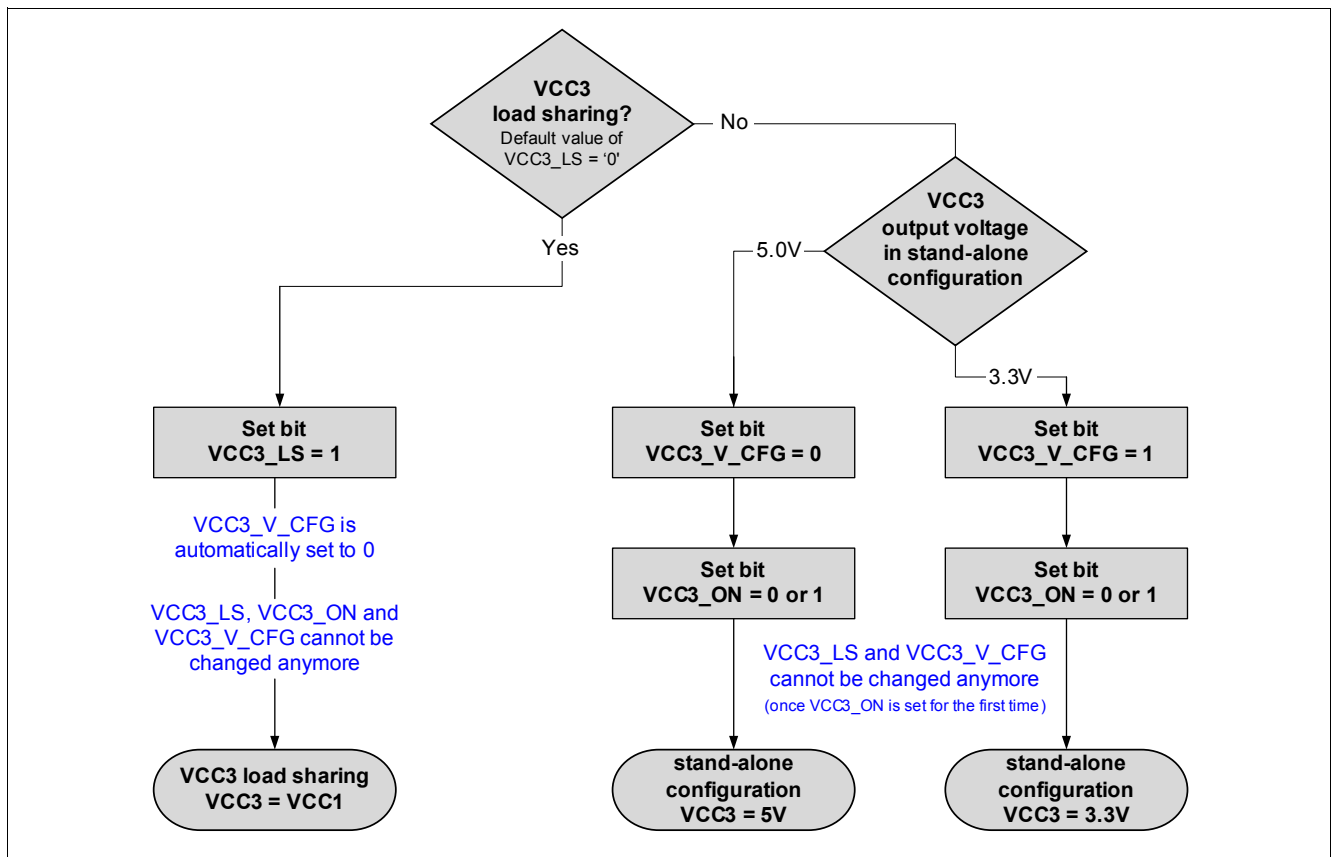 VCC3
load sharing?
Default value of
VCC3_LS = ‘0'
No
Yes
VCC3
output voltage
in stand-alone
configuration
5.0V
3.3V
Set bit
VCC3_LS = 1
Set bit
VCC3_V_CFG = 0
Set bit
VCC3_V_CFG = 1
VCC3_V_CFG is
automatically set to 0
Set bit
VCC3_ON = 0 or 1
Set bit
VCC3_ON = 0 or 1
VCC3_LS, VCC3_ON and
VCC3_V_CFG cannot be
changed anymore
VCC3_LS and VCC3_V_CFG
cannot be changed anymore
(once VCC3_ON is set for the first time)
VCC3 load sharing
VCC3 = VCC1
stand-alone
configuration
VCC3 = 5V
stand-alone
configuration
VCC3 = 3.3V